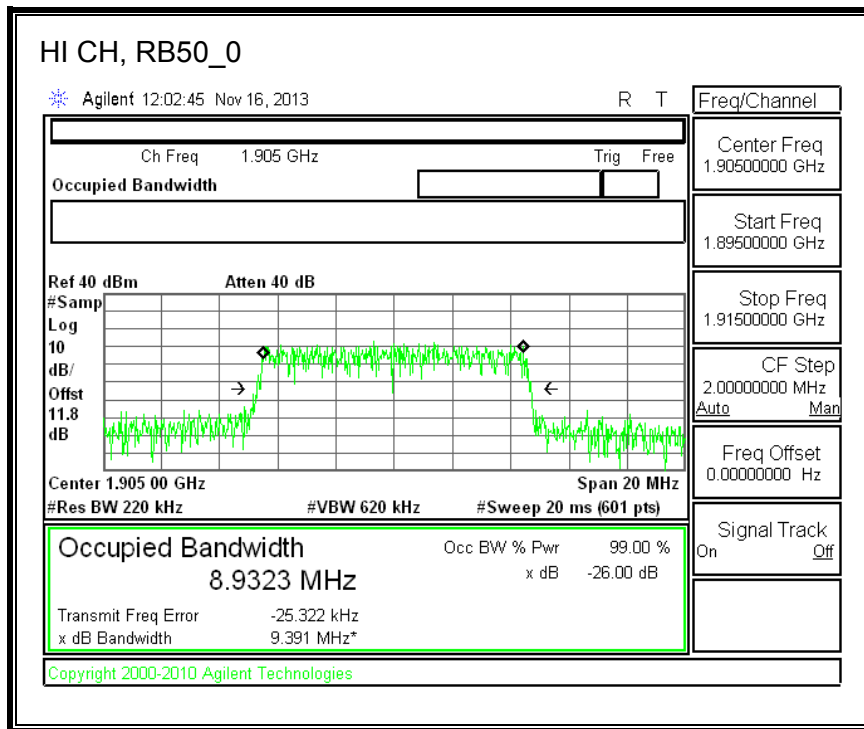 HI CH, RB50_0
Agilent 12:02:45 Nov 16, 2013 R T
Freq/Channel
Ch Freq 1.905 GHz Trig Free
Occupied Bandwidth
Center Freq
1.90500000 GHz
Start Freq
1.89500000 GHz
Stop Freq
1.91500000 GHz
CF Step
2.00000000 MHz
Auto Man
Freq Offset
0.00000000 Hz
Signal Track
On Off
Ref 40 dBm Atten 40 dB
#Samp
Log
10
dB/
Offst
11.8
dB
Center 1.905 00 GHz Span 20 MHz
#Res BW 220 kHz #VBW 620 kHz #Sweep 20 ms (601 pts)
Occupied Bandwidth Occ BW % Pwr 99.00 %
8.9323 MHz x dB -26.00 dB
Transmit Freq Error -25.322 kHz
x dB Bandwidth 9.391 MHz*
Copyright 2000-2010 Agilent Technologies